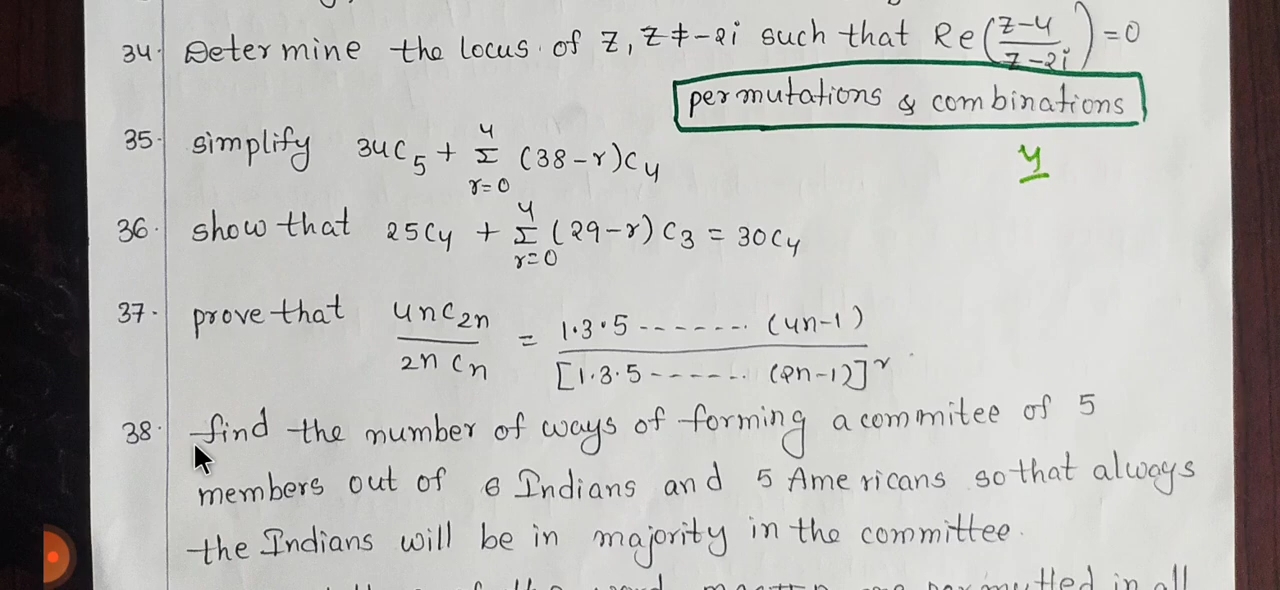 34. Determine the locus of z, z ≠ -2i such that Re((z-4)/(z-2i)) = 0
permutations & combinations
35. simplify 34C5 + 4 Σ r=0 (38-r)C4
4
36. show that 25C4 + 4 Σ r=0 (29-r)C3 = 30C4
37. prove that 4nC2n / 2nCn = 1.3.5 ------- (4n-1) / [1.3.5 ------ (2n-1)]²
38. find the number of ways of forming a commitee of 5
members out of 6 Indians and 5 Americans so that always
the Indians will be in majority in the committee.